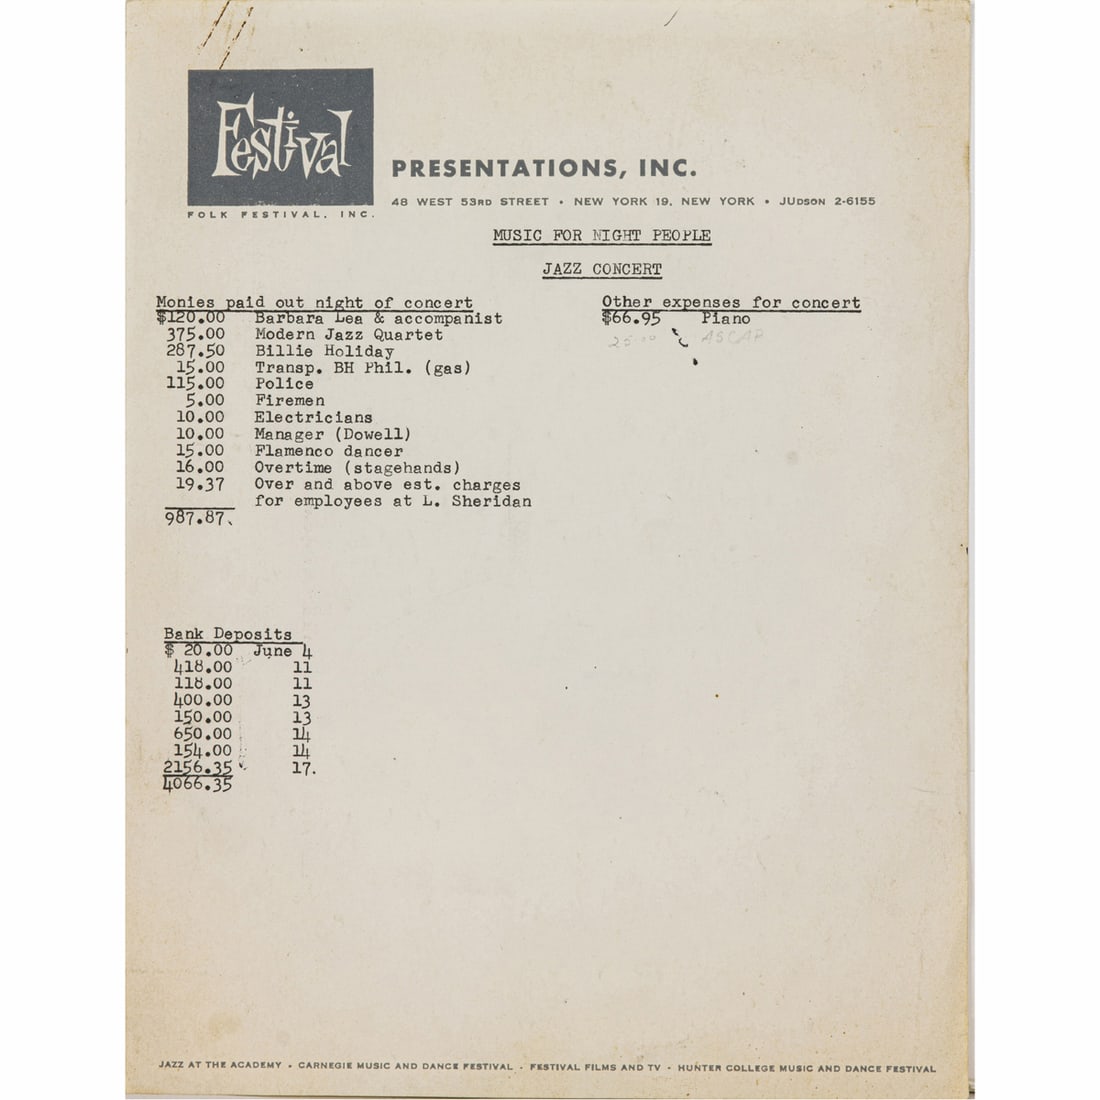 Festival
PRESENTATIONS, INC.
48 WEST 53RD STREET • NEW YORK 19, NEW YORK • JUDSON 2-6155
FOLK FESTIVAL, INC.
MUSIC FOR NIGHT PEOPLE
JAZZ CONCERT
Monies paid out night of concert
$120.00 Barbara Lea & accompanist
375.00 Modern Jazz Quartet
287.50 Billie Holiday
15.00 Transp. BH Phil. (gas)
115.00 Police
5.00 Firemen
10.00 Electricians
10.00 Manager (Dowell)
15.00 Flamenco dancer
16.00 Overtime (stagehands)
19.37 Over and above est. charges
for employees at L. Sheridan
987.87
Other expenses for concert
$66.95 Piano
25.00 ASCAP
Bank Deposits
$ 20.00 June 4
418.00 11
118.00 11
400.00 13
150.00 13
650.00 14
154.00 14
2156.35 17.
4066.35
JAZZ AT THE ACADEMY • CARNEGIE MUSIC AND DANCE FESTIVAL • FESTIVAL FILMS AND TV • HUNTER COLLEGE MUSIC AND DANCE FESTIVAL